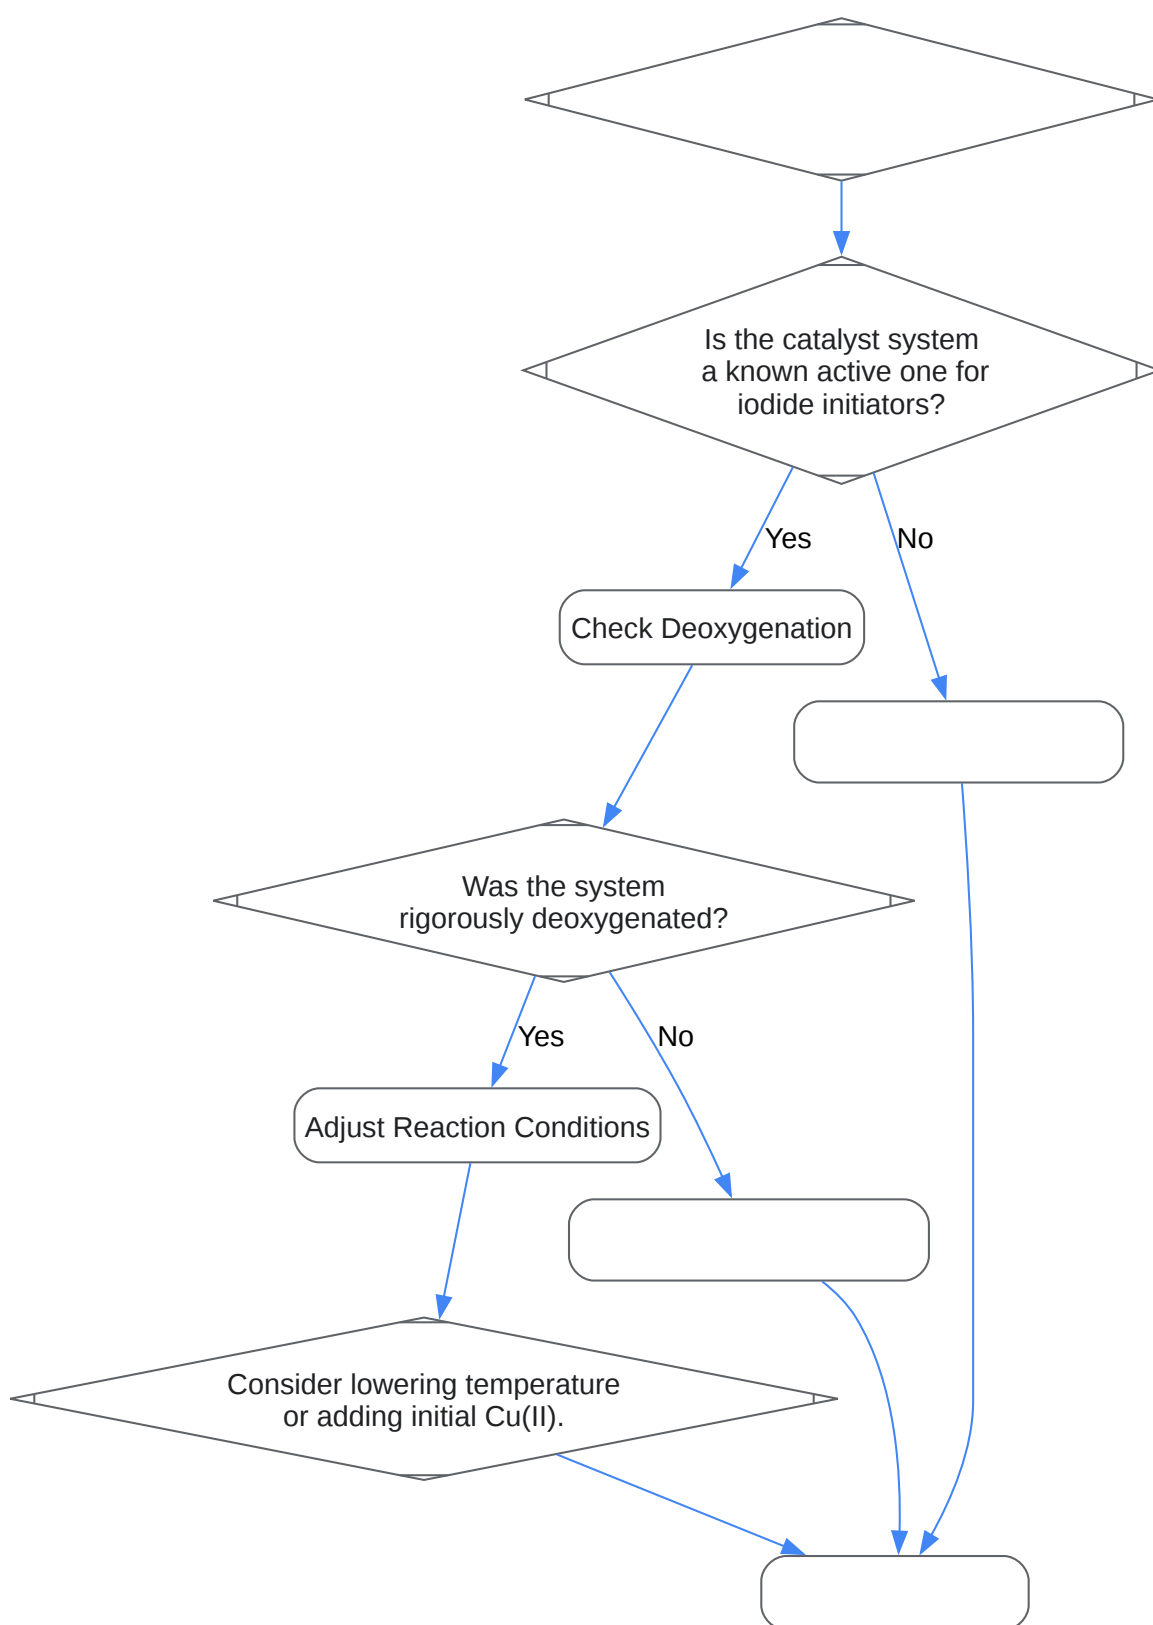 Is the catalyst system
a known active one for
iodide initiators?
Yes
No
Check Deoxygenation
Was the system
rigorously deoxygenated?
Yes
No
Adjust Reaction Conditions
Consider lowering temperature
or adding initial Cu(II).